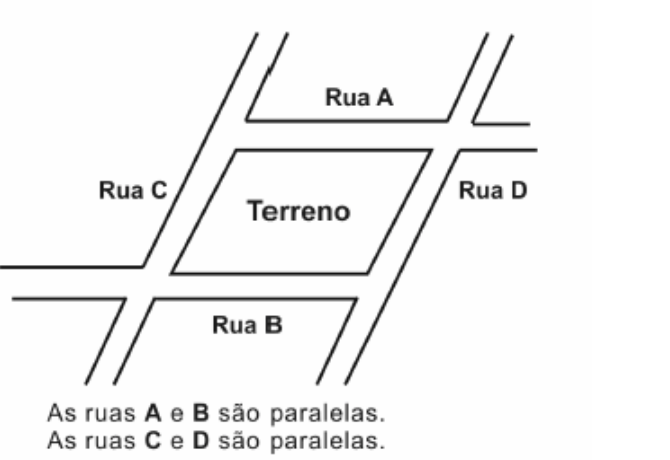 Rua A
Rua C
Rua D
Terreno
Rua B
As ruas A e B são paralelas.
As ruas C e D são paralelas.